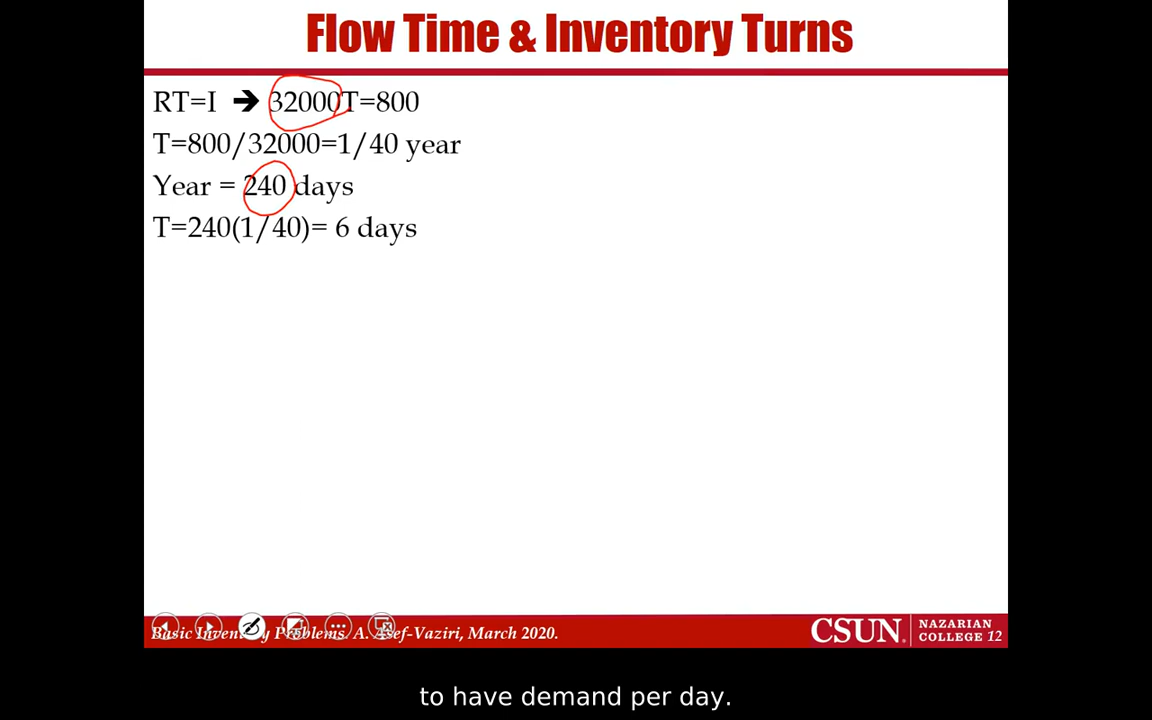 Flow Time & Inventory Turns
RT=I ➔ 32000T=800
T=800/32000=1/40 year
Year = 240 days
T=240(1/40)= 6 days
Basic Inventory Problems. A. Asef-Vaziri, March 2020.
CSUN. NAZARIAN
COLLEGE 12
to have demand per day.